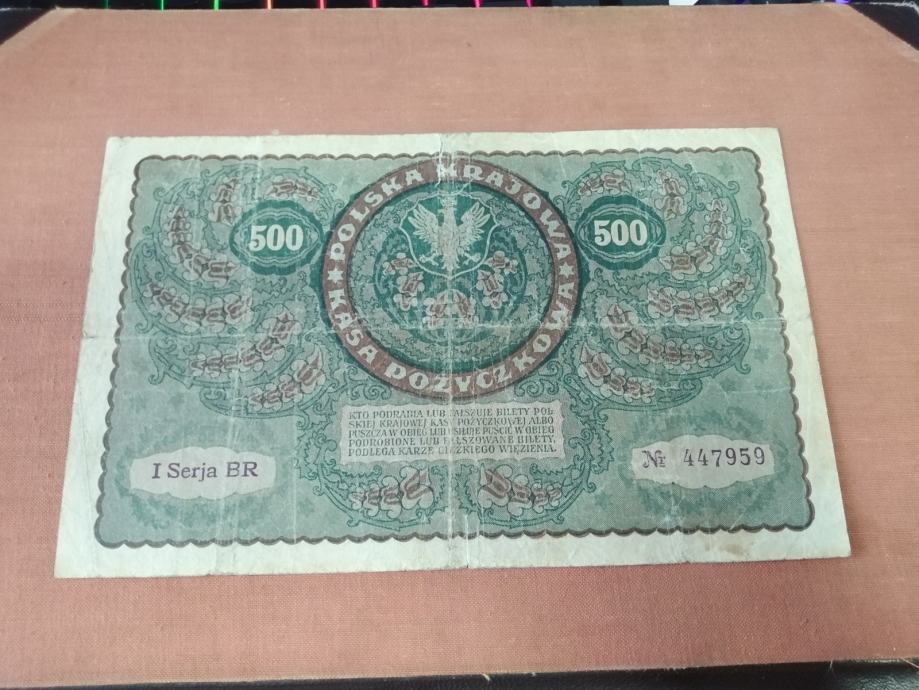 POLSKA KRAJOWA
500
500
KASA POŻYCZKOWA
KTO PODRABIA LUB FAŁSZUJE BILETY POL-
SKIEJ KRAJOWEJ KASY POŻYCZKOWEJ ALBO
PUSZCZA W OBIEG LUB USIŁUJE PUŚCIĆ W OBIEG
PODROBIONE LUB FAŁSZOWANE BILETY,
PODLEGA KARZE CIĘŻKIEGO WIĘZIENIA.
I Serja BR
№ 447959